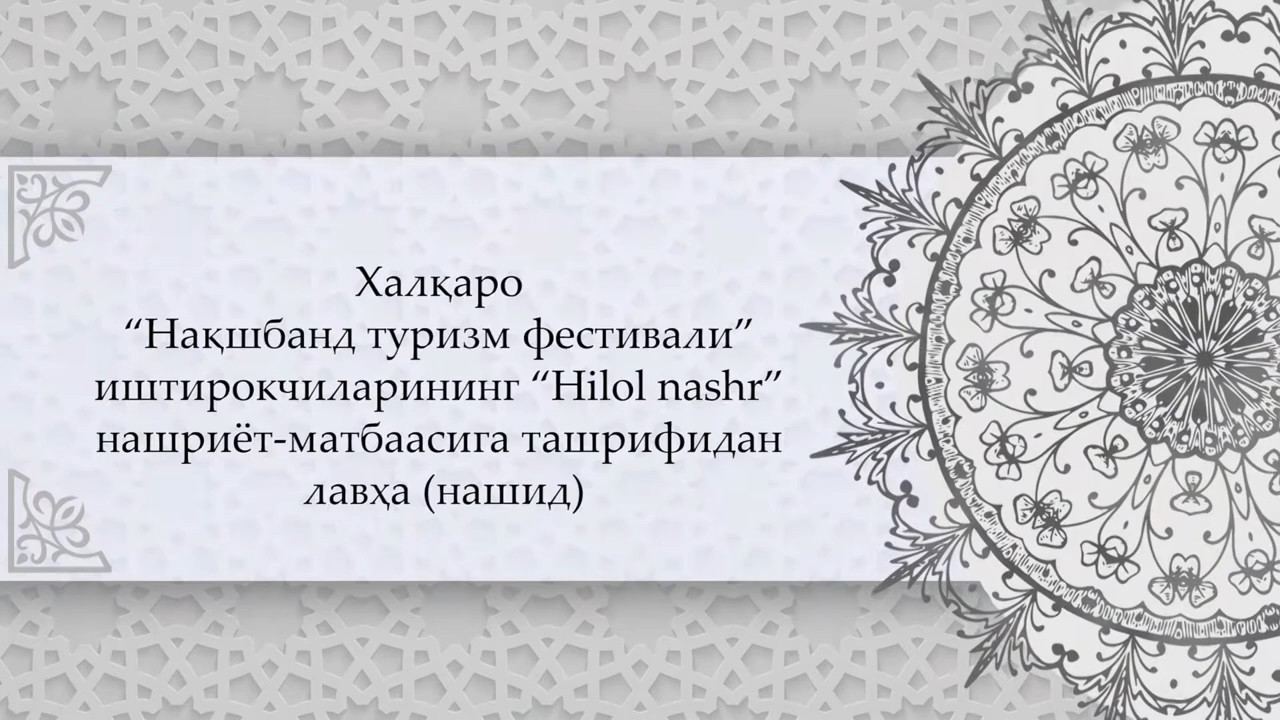 Халқаро
“Нақшбанд туризм фестивали”
иштирокчиларининг “Hilol nashr”
нашриёт-матбаасига ташрифидан
лавҳа (нашид)